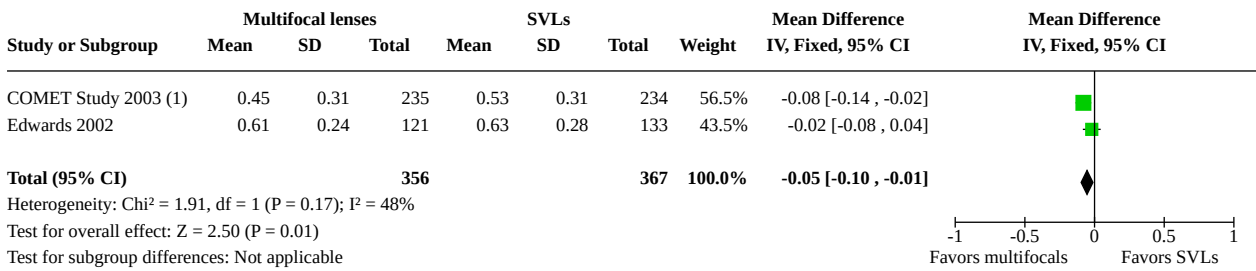 Multifocal lenses SVLs Mean Difference Mean Difference
Study or Subgroup Mean SD Total Mean SD Total Weight IV, Fixed, 95% CI IV, Fixed, 95% CI
COMET Study 2003 (1) 0.45 0.31 235 0.53 0.31 234 56.5% -0.08 [-0.14 , -0.02]
Edwards 2002 0.61 0.24 121 0.63 0.28 133 43.5% -0.02 [-0.08 , 0.04]
Total (95% CI) 356 367 100.0% -0.05 [-0.10 , -0.01]
Heterogeneity: Chi² = 1.91, df = 1 (P = 0.17); I² = 48%
Test for overall effect: Z = 2.50 (P = 0.01) -1 -0.5 0 0.5 1
Test for subgroup differences: Not applicable Favors multifocals Favors SVLs